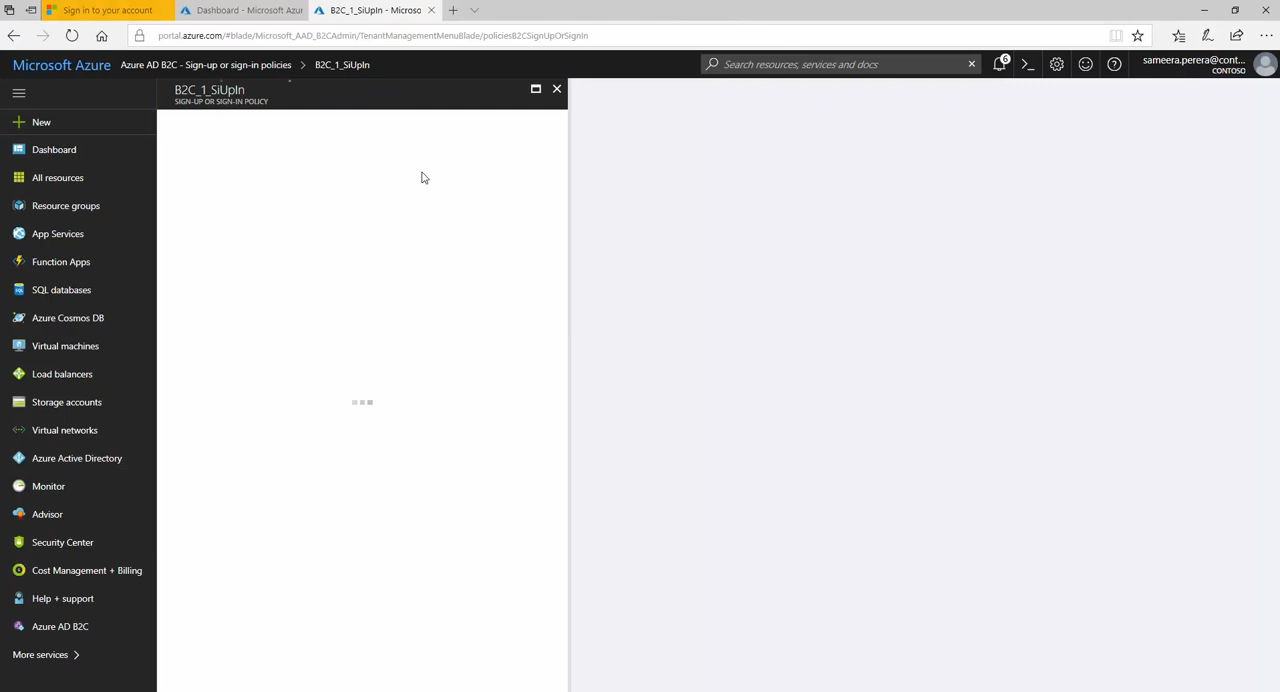 Sign in to your account
Dashboard - Microsoft Azur
B2C_1_SiUpIn - Microso
portal.azure.com/#blade/Microsoft_AAD_B2CAdmin/TenantManagementMenuBlade/policiesB2CSignUpOrSignIn
Microsoft Azure
Azure AD B2C - Sign-up or sign-in policies
B2C_1_SiUpIn
Search resources, services and docs
6
sameera.perera@cont...
CONTOSO
B2C_1_SiUpIn
SIGN-UP OR SIGN-IN POLICY
New
Dashboard
All resources
Resource groups
App Services
Function Apps
SQL databases
Azure Cosmos DB
Virtual machines
Load balancers
Storage accounts
Virtual networks
Azure Active Directory
Monitor
Advisor
Security Center
Cost Management + Billing
Help + support
Azure AD B2C
More services